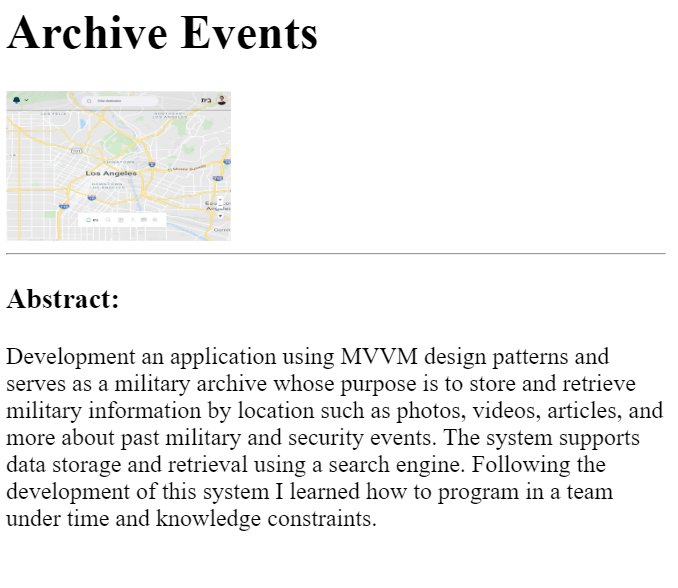 Archive Events
Los Angeles
Abstract:
Development an application using MVVM design patterns and
serves as a military archive whose purpose is to store and retrieve
military information by location such as photos, videos, articles, and
more about past military and security events. The system supports
data storage and retrieval using a search engine. Following the
development of this system I learned how to program in a team
under time and knowledge constraints.